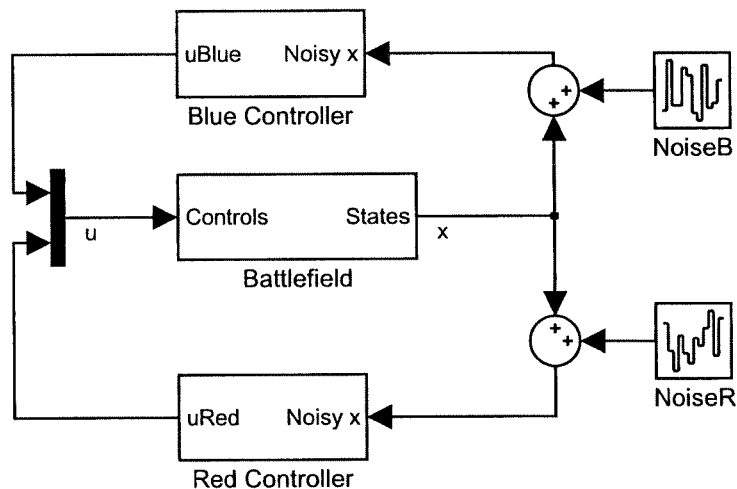 uBlue Noisy x
Blue Controller
+
+
NoiseB
Controls States
u
x
Battlefield
+
+
NoiseR
uRed Noisy x
Red Controller